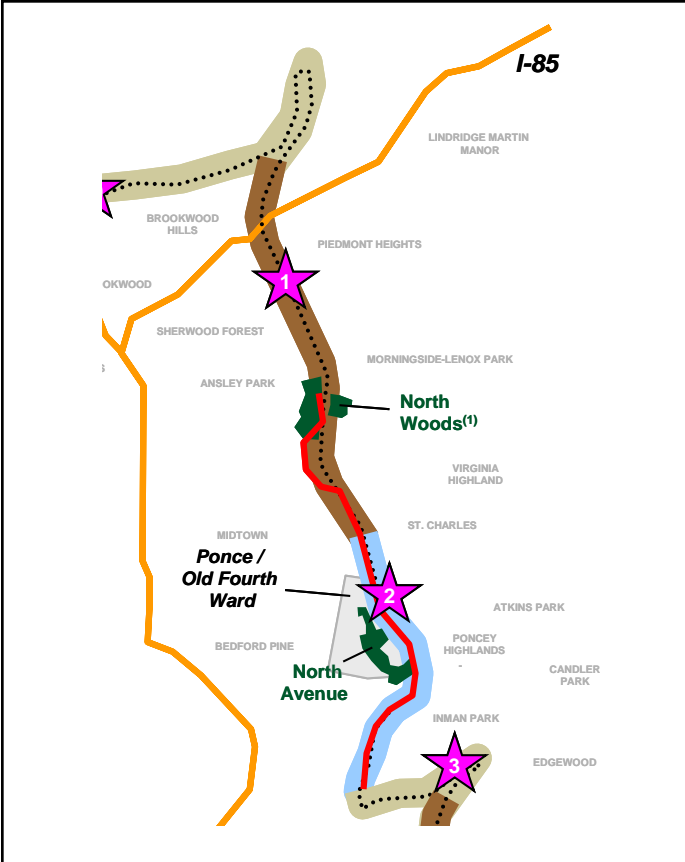 I-85
LINDRIDGE MARTIN
MANOR
BROOKWOOD
HILLS
PIEDMONT HEIGHTS
OKWOOD
1
SHERWOOD FOREST
MORNINGSIDE-LENOX PARK
S
ANSLEY PARK
North
Woods(1)
VIRGINIA
HIGHLAND
ST. CHARLES
MIDTOWN
Ponce /
Old Fourth
Ward
2
ATKINS PARK
BEDFORD PINE
PONCEY
HIGHLANDS
-
CANDLER
PARK
North
Avenue
INMAN PARK
3
EDGEWOOD